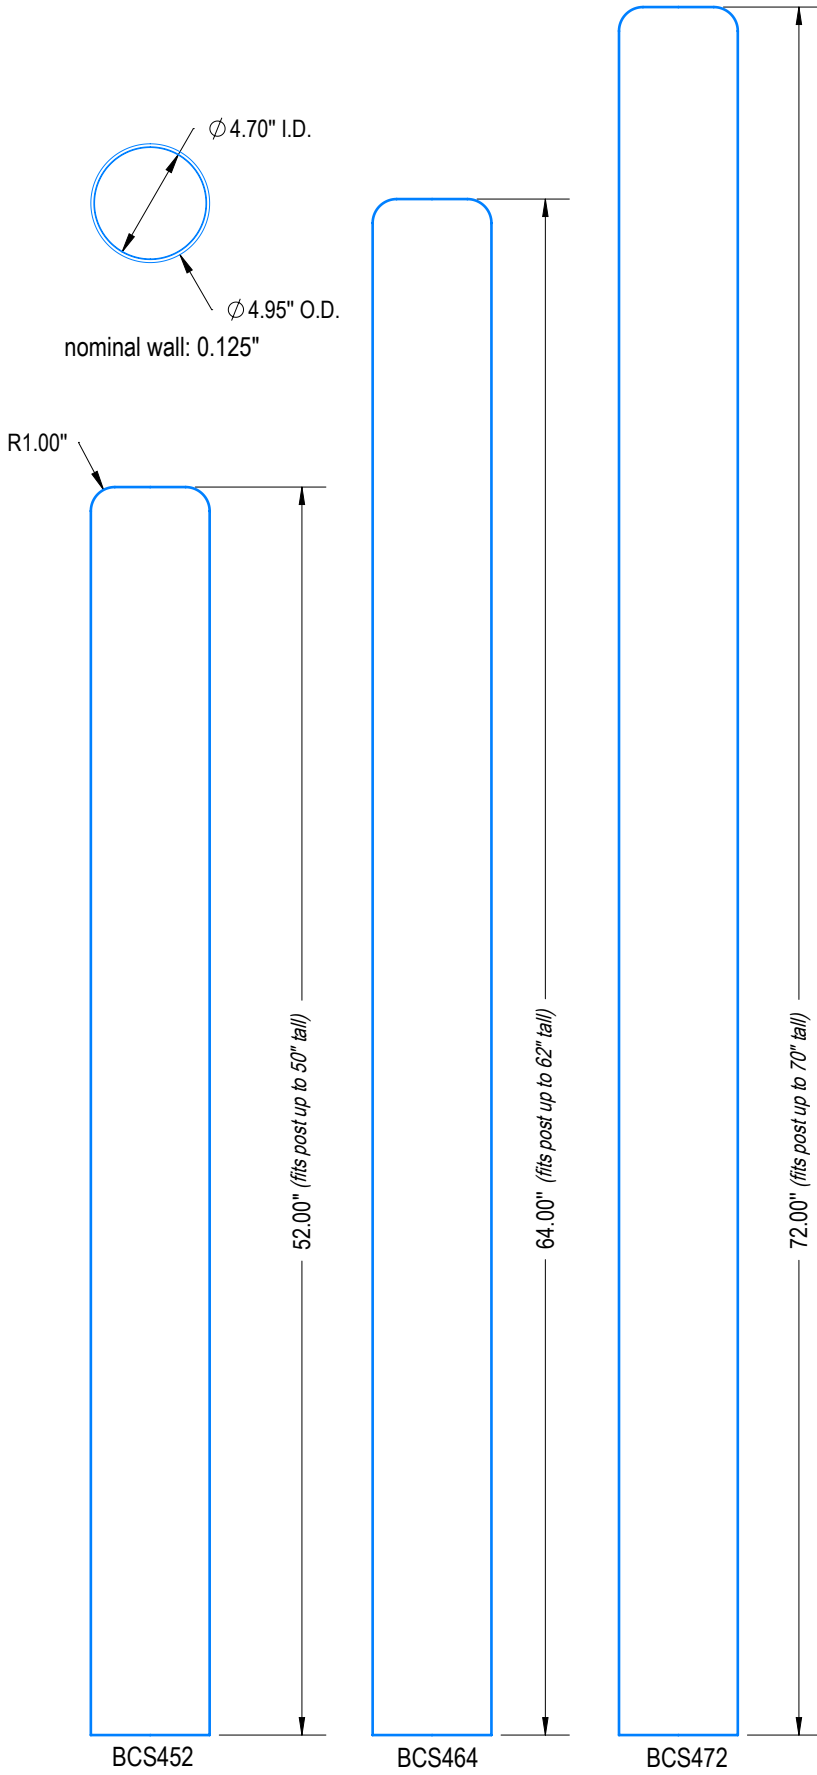 ∅4.70" I.D.
∅4.95" O.D.
nominal wall: 0.125"
R1.00"
52.00" (fits post up to 50" tall)
64.00" (fits post up to 62" tall)
72.00" (fits post up to 70" tall)
BCS452
BCS464
BCS472